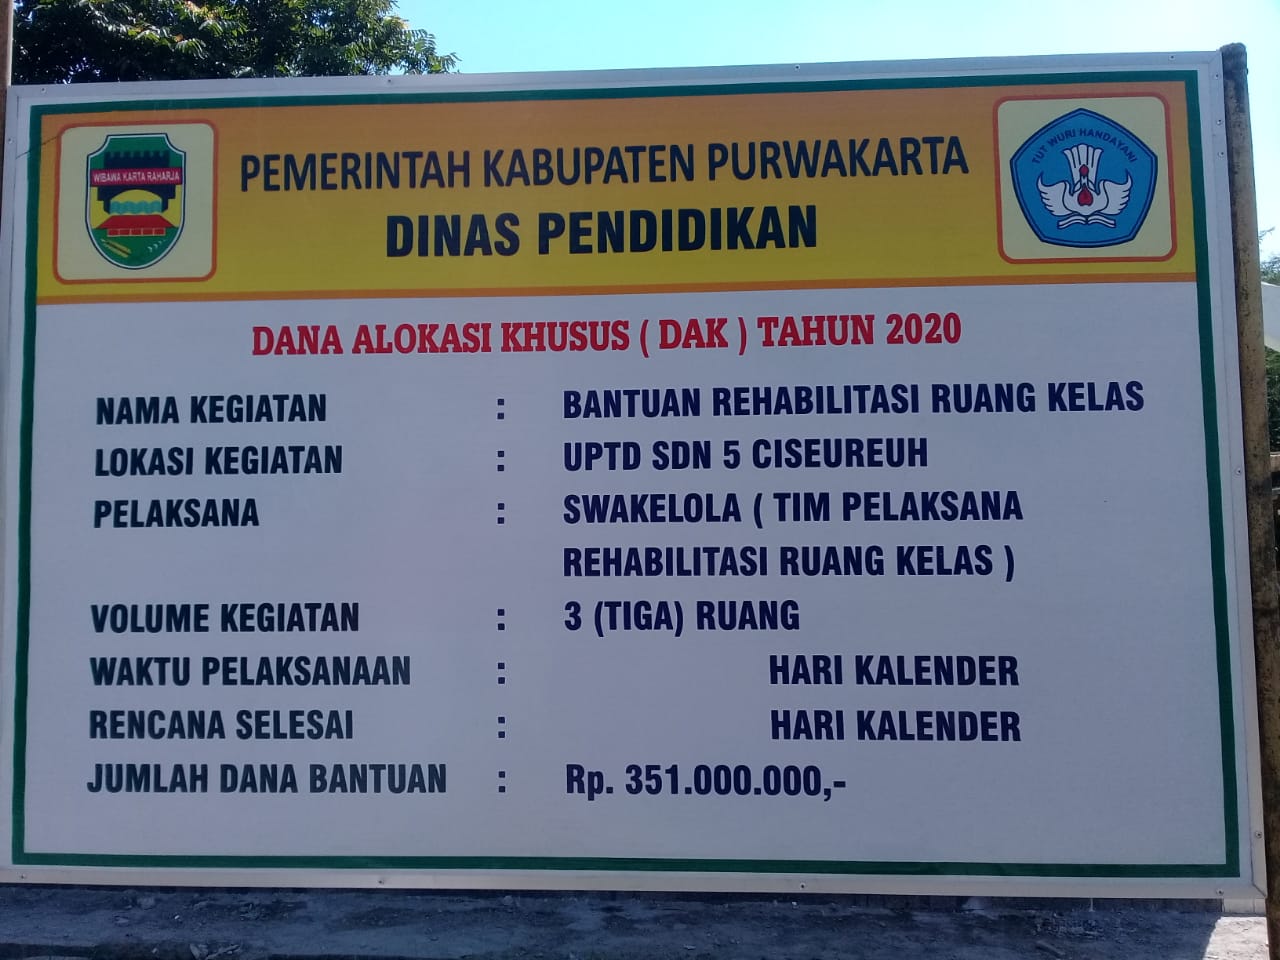 WIBAWA KARTA RAHARJA
PEMERINTAH KABUPATEN PURWAKARTA
DINAS PENDIDIKAN
TUT WURI HANDAYANI
DANA ALOKASI KHUSUS ( DAK ) TAHUN 2020
NAMA KEGIATAN : BANTUAN REHABILITASI RUANG KELAS
LOKASI KEGIATAN : UPTD SDN 5 CISEUREUH
PELAKSANA : SWAKELOLA ( TIM PELAKSANA
REHABILITASI RUANG KELAS )
VOLUME KEGIATAN : 3 (TIGA) RUANG
WAKTU PELAKSANAAN : HARI KALENDER
RENCANA SELESAI : HARI KALENDER
JUMLAH DANA BANTUAN : Rp. 351.000.000,-